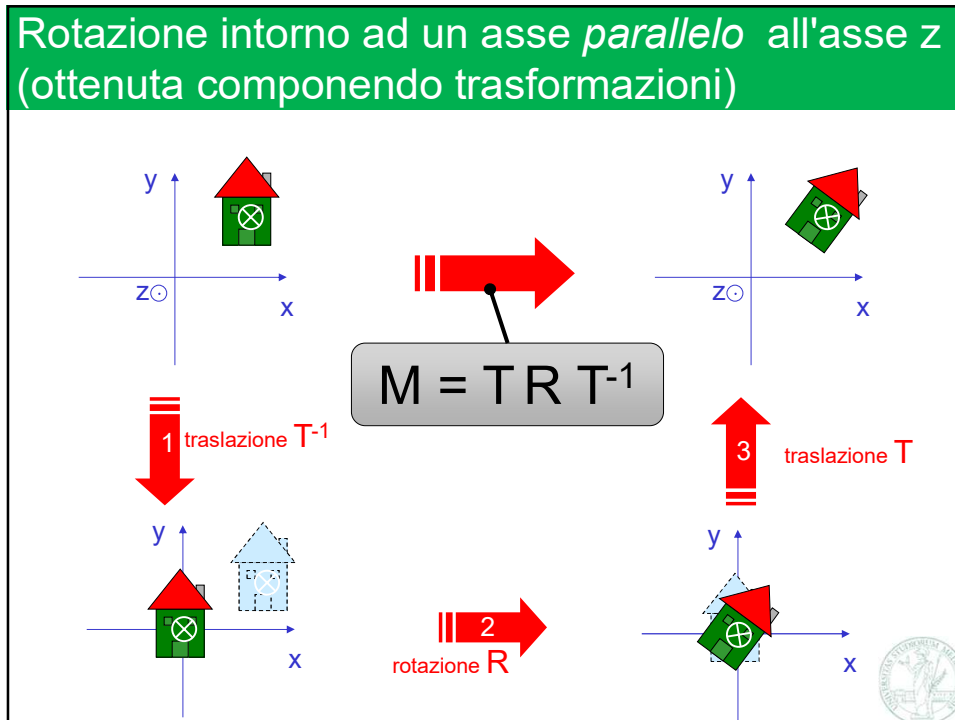 Rotazione intorno ad un asse parallelo all'asse z
(ottenuta componendo trasformazioni)
y
z
x
y
z
x
M = T R T-1
1
traslazione T-1
3
traslazione T
y
x
2
rotazione R
y
x